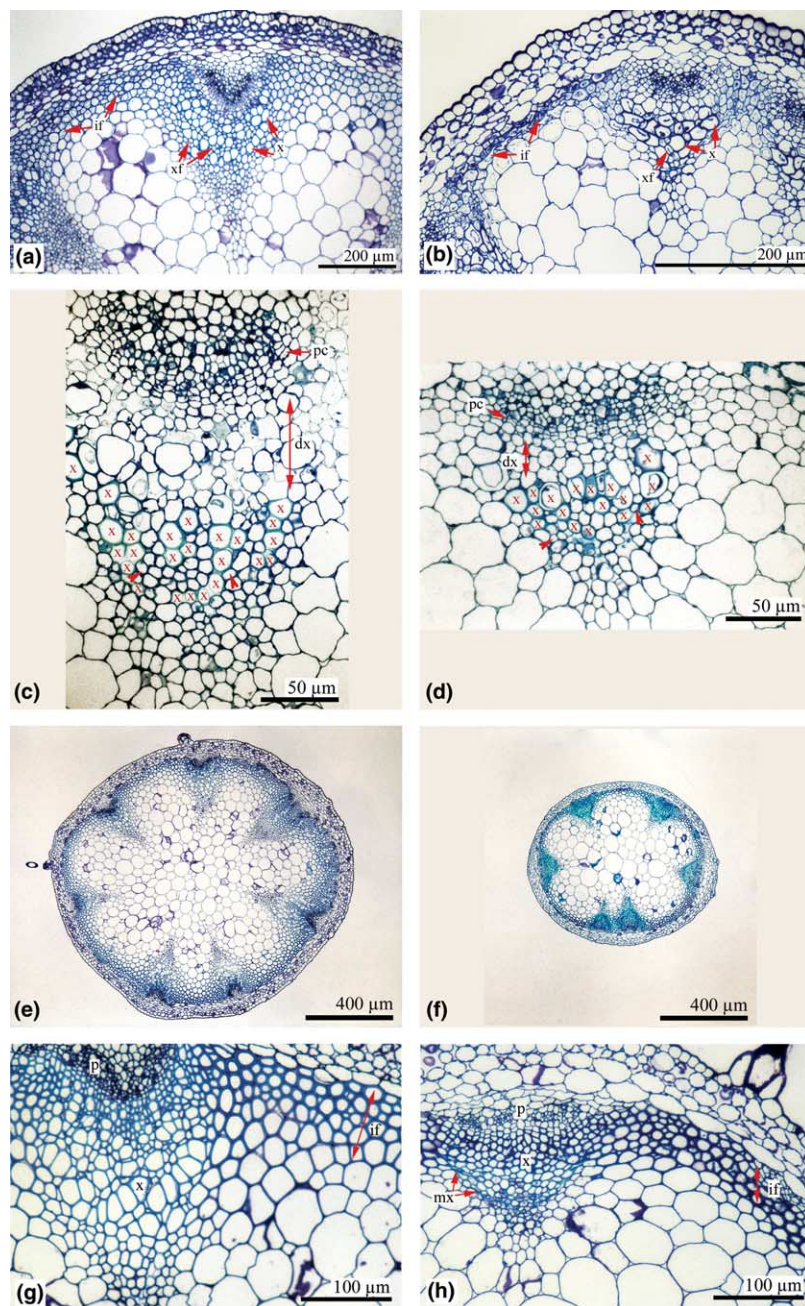 if
xf
x
(a)
200 µm
if
xf
x
(b)
200 µm
pc
dx
x
x x x x
x x x x x
x x x x x x x
x x x x
x x x x
(c)
50 µm
pc
dx
x
x x x x x x
x x x x x x
x x x
(d)
50 µm
(e)
400 µm
(f)
400 µm
p
if
x
(g)
100 µm
p
x
mx
if
(h)
100 µm